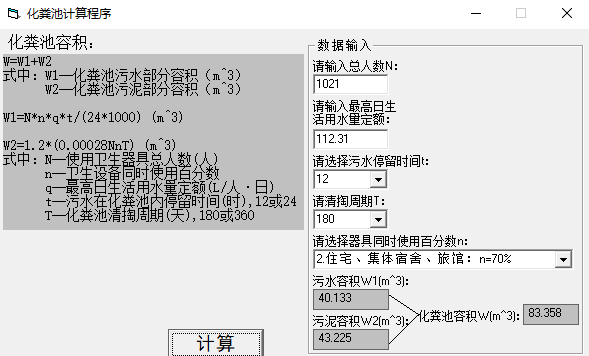 化粪池计算程序
化粪池容积：
W=W1+W2
式中：W1—化粪池污水部分容积（m^3）
W2—化粪池污泥部分容积（m^3）
W1=N*n*q*t/(24*1000) (m^3)
W2=1.2*(0.00028NnT) (m^3)
式中：N—使用卫生器具总人数(人)
n—卫生设备同时使用百分数
q—最高日生活用水量定额(L/人·日)
t—污水在化粪池内停留时间(时),12或24
T—化粪池清掏周期(天),180或360
计算
数据输入
请输入总人数N:
1021
请输入最高日生
活用水量定额:
112.31
请选择污水停留时间t:
12
请清掏周期T:
180
请选择器具同时使用百分数n:
2.住宅、集体宿舍、旅馆: n=70%
污水容积W1(m^3):
40.133
化粪池容积W(m^3):
83.358
污泥容积W2(m^3):
43.225